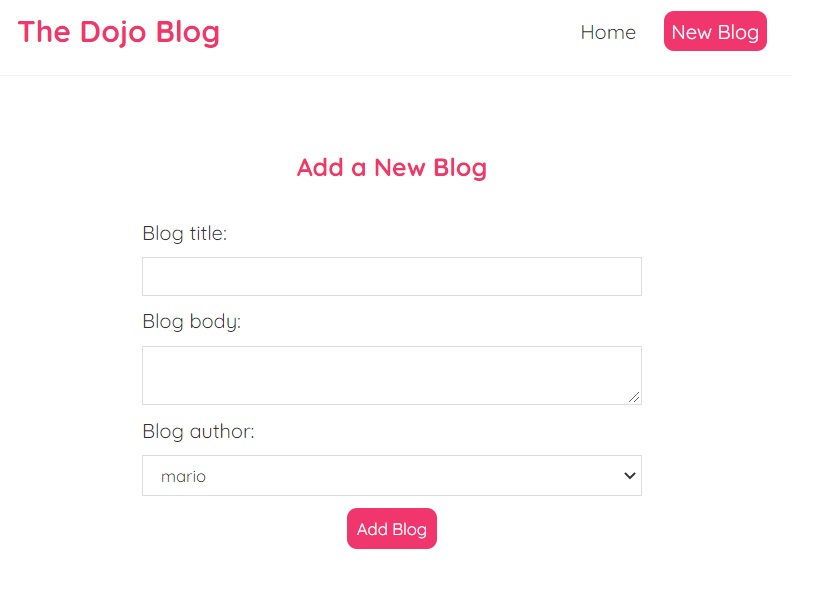 The Dojo Blog
Home
New Blog
Add a New Blog
Blog title:
Blog body:
Blog author:
mario
Add Blog